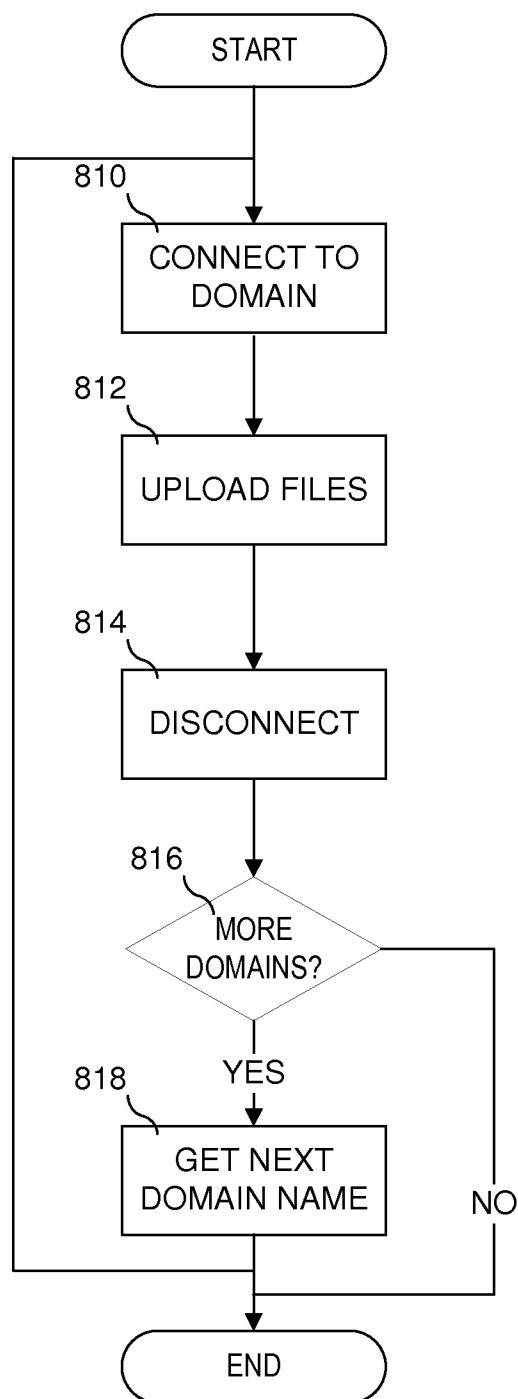 START
810
CONNECT TO
DOMAIN
812
UPLOAD FILES
814
DISCONNECT
816
MORE
DOMAINS?
YES
818
GET NEXT
DOMAIN NAME
NO
END